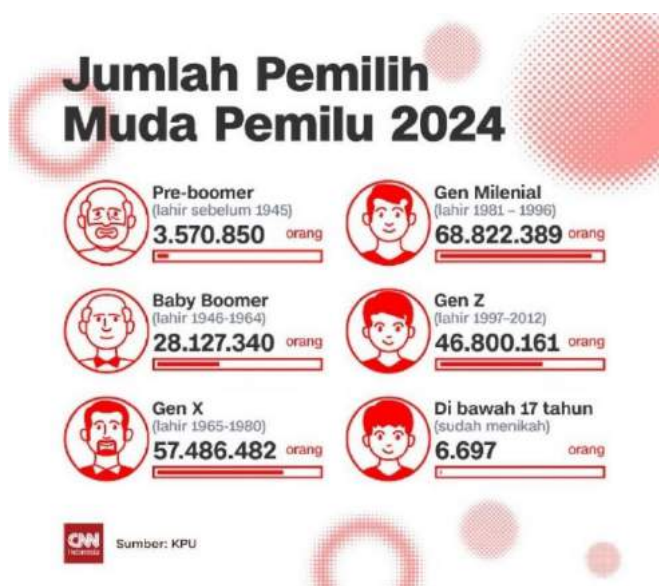 Jumlah Pemilih
Muda Pemilu 2024
Pre-boomer
(lahir sebelum 1945)
3.570.850 orang
Baby Boomer
(lahir 1946-1964)
28.127.340 orang
Gen X
(lahir 1965-1980)
57.486.482 orang
Gen Milenial
(lahir 1981 – 1996)
68.822.389 orang
Gen Z
(lahir 1997-2012)
46.800.161 orang
Di bawah 17 tahun
(sudah menikah)
6.697 orang
CNN
Indonesia
Sumber: KPU